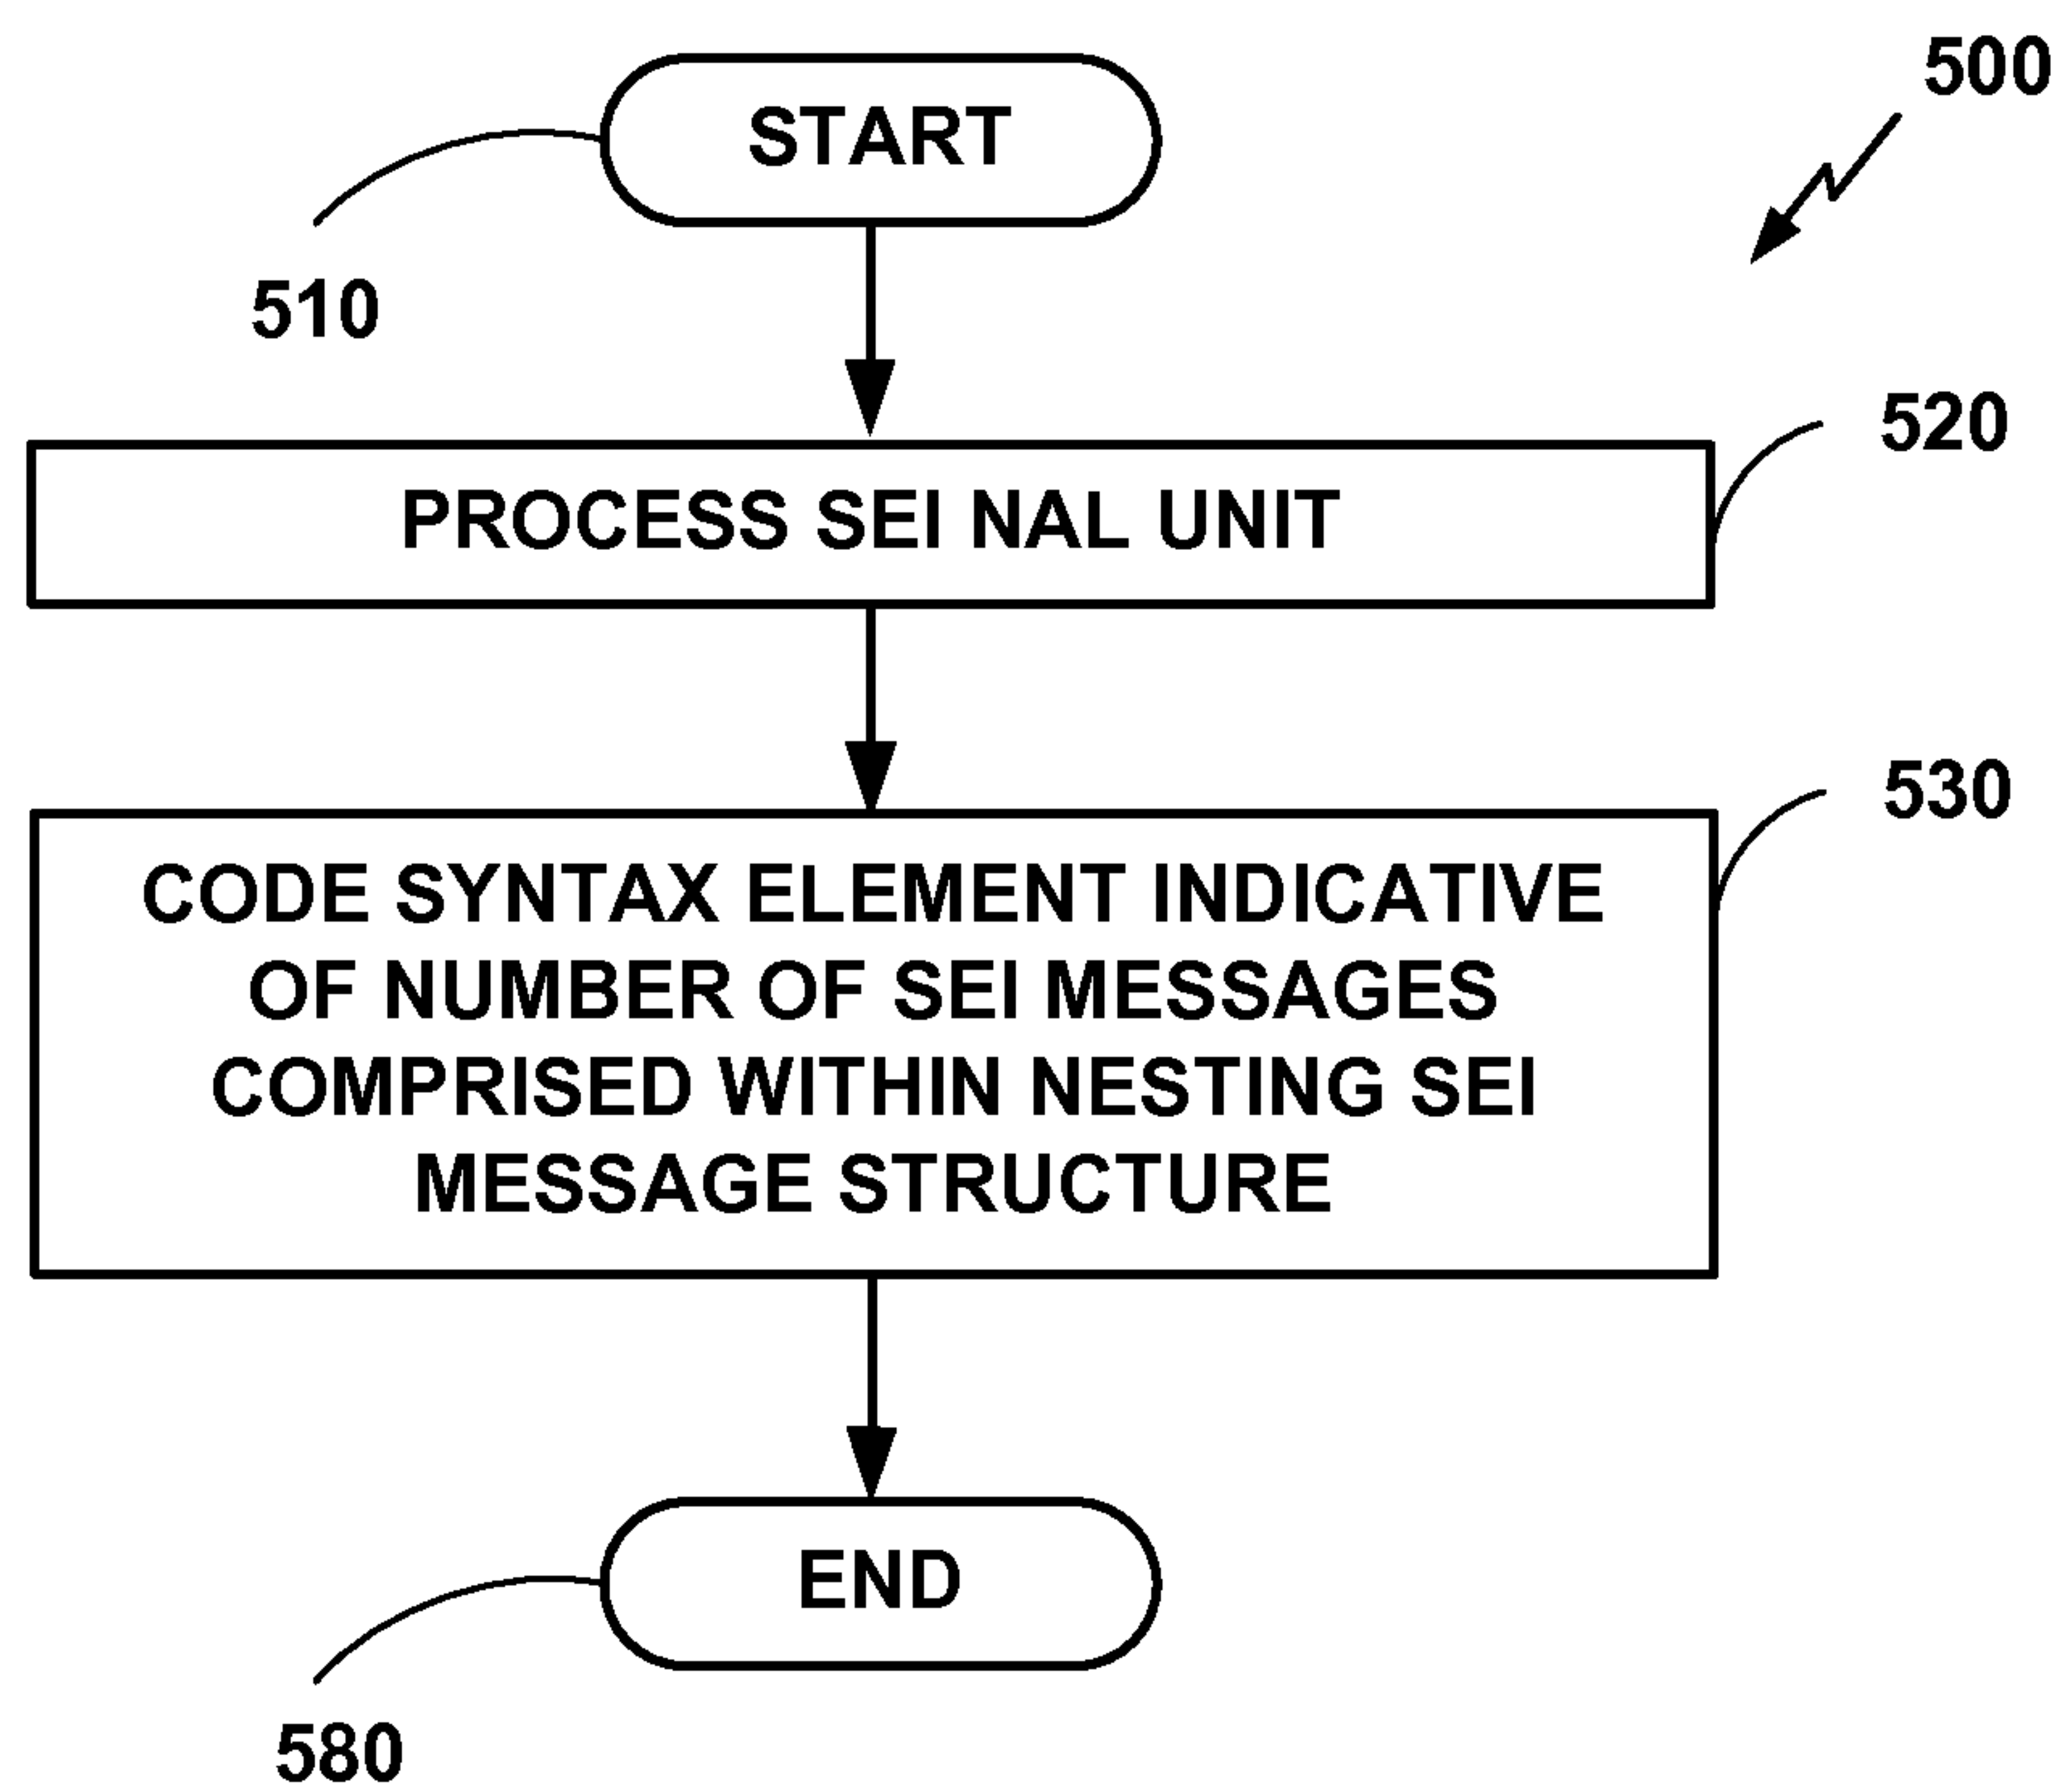 500
START
510
520
PROCESS SEI NAL UNIT
530
CODE SYNTAX ELEMENT INDICATIVE
OF NUMBER OF SEI MESSAGES
COMPRISED WITHIN NESTING SEI
MESSAGE STRUCTURE
END
580